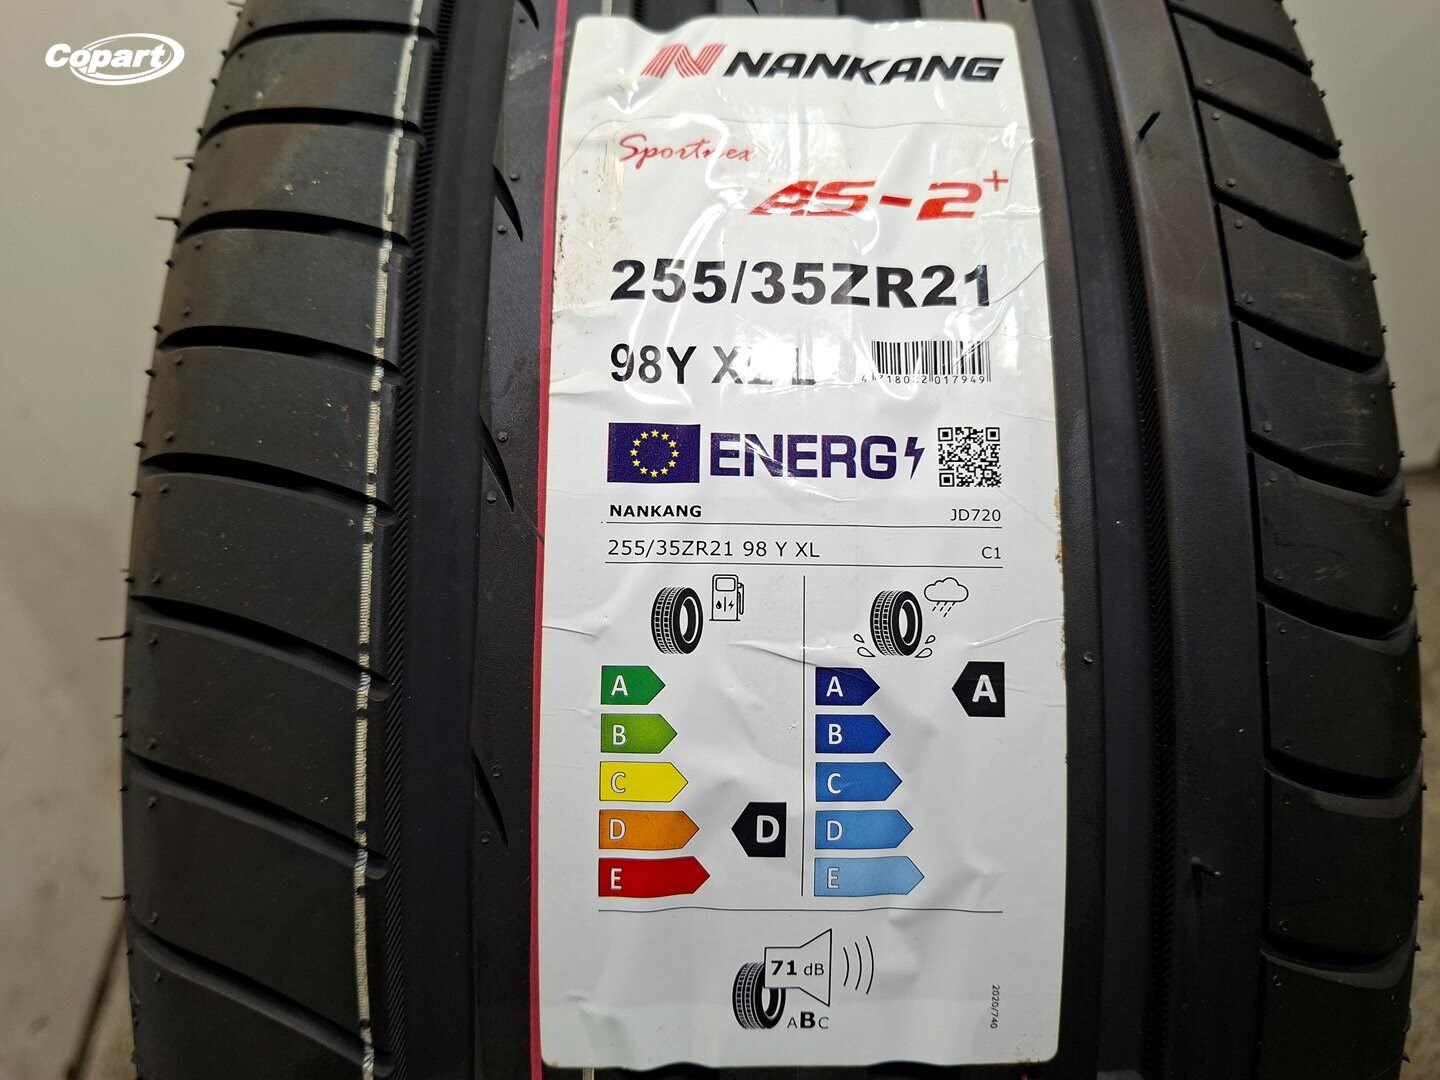 Copart
NANKANG
Sportnex
AS-2+
255/35ZR21
98Y XL
017949
ENERG
NANKANG JD720
255/35ZR21 98 Y XL C1
A A A
B B
C C
D D D
E E
71 dB
ABC
2020/740